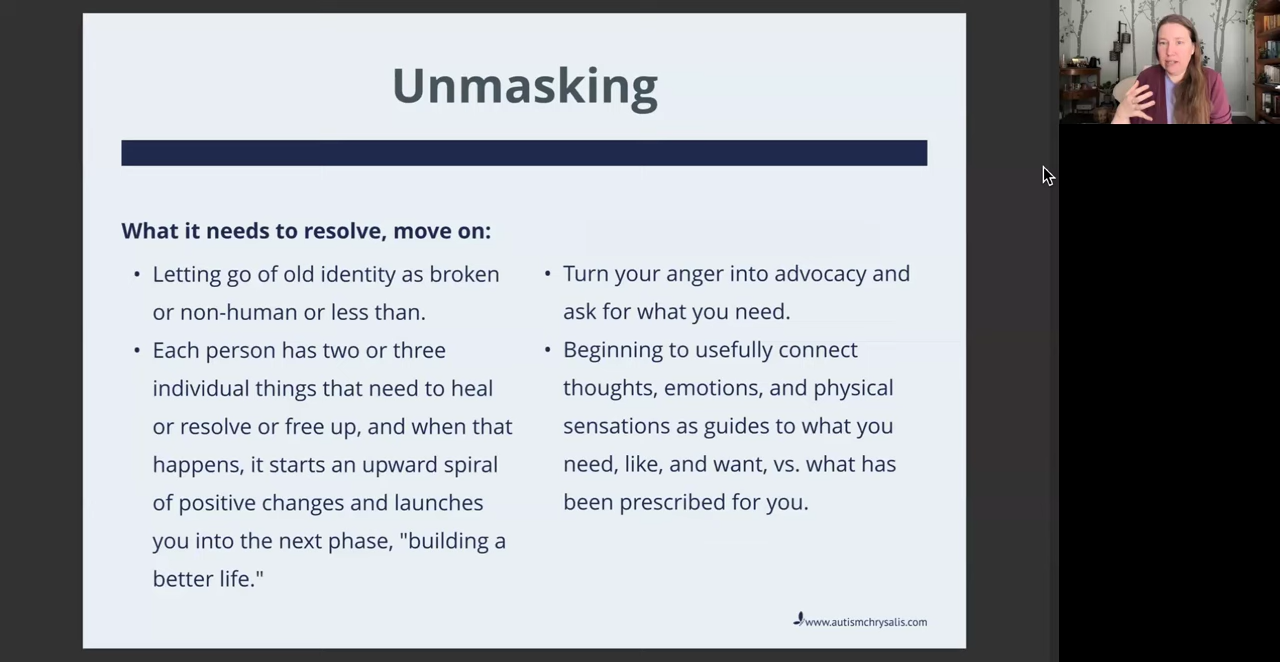 Unmasking
What it needs to resolve, move on:
• Letting go of old identity as broken
or non-human or less than.
• Each person has two or three
individual things that need to heal
or resolve or free up, and when that
happens, it starts an upward spiral
of positive changes and launches
you into the next phase, "building a
better life."
• Turn your anger into advocacy and
ask for what you need.
• Beginning to usefully connect
thoughts, emotions, and physical
sensations as guides to what you
need, like, and want, vs. what has
been prescribed for you.
www.autismchrysalis.com